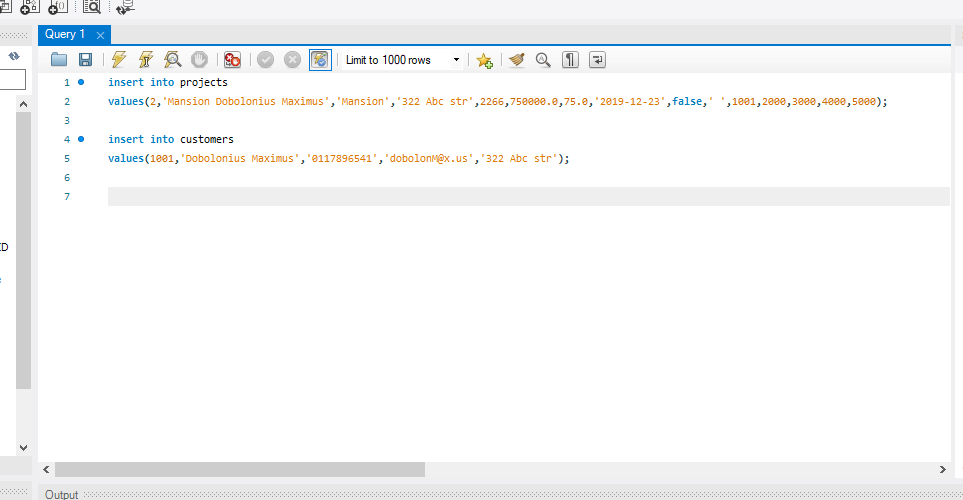 Query 1
Limit to 1000 rows
1 insert into projects
2 values(2,'Mansion Dobolonius Maximus','Mansion','322 Abc str',2266,750000.0,75.0,'2019-12-23',false,' ',1001,2000,3000,4000,5000);
3
4 insert into customers
5 values(1001,'Dobolonius Maximus','0117896541','dobolonM@x.us','322 Abc str');
6
7
Output